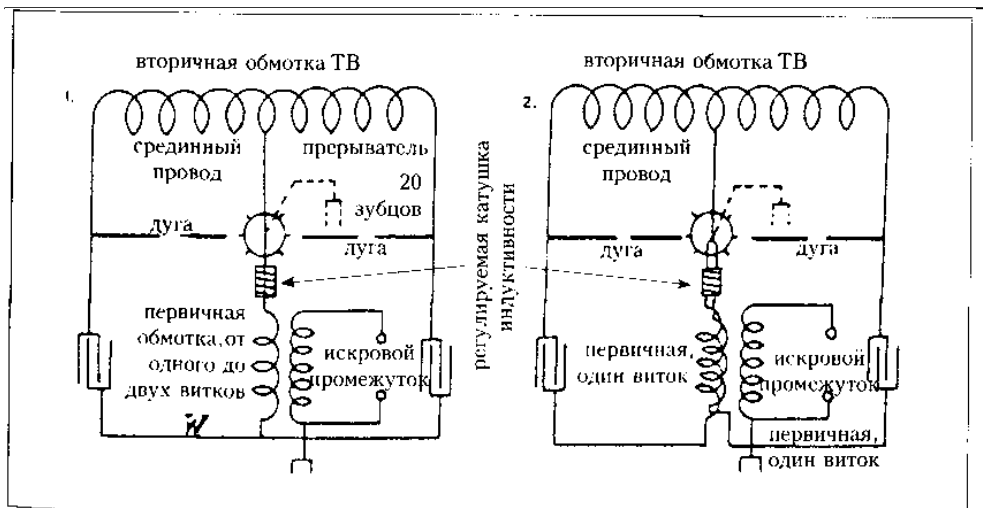 1.
вторичная обмотка ТВ
срединный
провод
прерыватель
20
зубцов
дуга
дуга
первичная
обмотка, от
одного до
двух витков
искровой
промежуток
W
регулируемая катушка
индуктивности
2.
вторичная обмотка ТВ
срединный
провод
дуга
дуга
первичная,
один виток
искровой
промежуток
первичная,
один виток